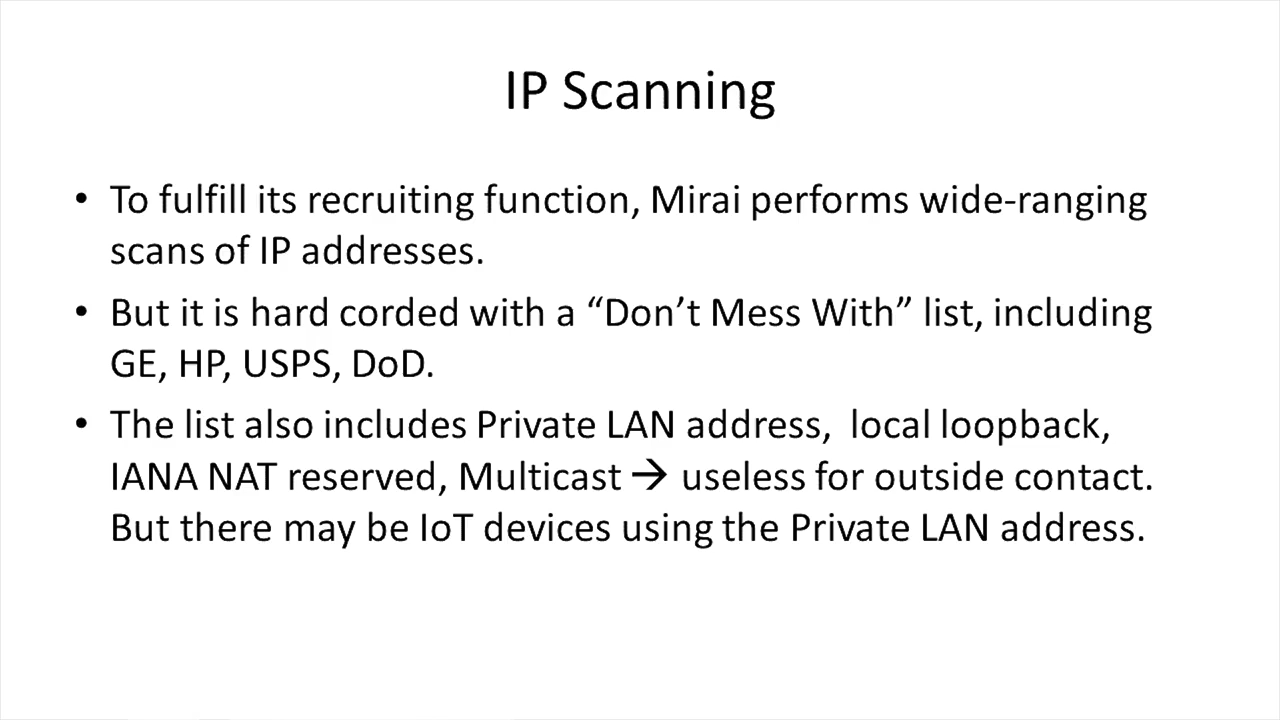 IP Scanning
• To fulfill its recruiting function, Mirai performs wide-ranging
scans of IP addresses.
• But it is hard corded with a “Don’t Mess With” list, including
GE, HP, USPS, DoD.
• The list also includes Private LAN address,  local loopback,
IANA NAT reserved, Multicast → useless for outside contact.
But there may be IoT devices using the Private LAN address.